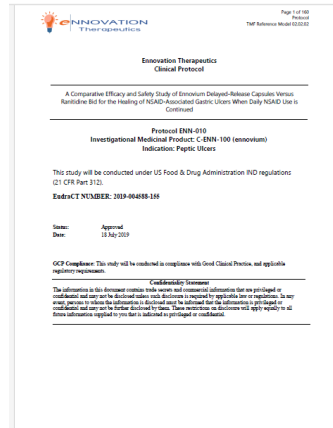 Page 1 of 160
Protocol
TMF Reference Model 02.02.02
eNNOVATION
Therapeutics
Ennovation Therapeutics
Clinical Protocol
A Comparative Efficacy and Safety Study of Ennovium Delayed-Release Capsules Versus
Ranitidine Bid for the Healing of NSAID-Associated Gastric Ulcers When Daily NSAID Use is
Continued
Protocol ENN-010
Investigational Medicinal Product: C-ENN-100 (ennovium)
Indication: Peptic Ulcers
This study will be conducted under US Food & Drug Administration IND regulations
(21 CFR Part 312).
EudraCT NUMBER: 2019-004588-155
Status: Approved
Date: 18 July 2019
GCP Compliance: This study will be conducted in compliance with Good Clinical Practice, and applicable
regulatory requirements.
Confidentiality Statement
The information in this document contains trade secrets and commercial information that are privileged or
confidential and may not be disclosed unless such disclosure is required by applicable law or regulations. In any
event, persons to whom the information is disclosed must be informed that the information is privileged or
confidential and may not be further disclosed by them. These restrictions on disclosure will apply equally to all
future information supplied to you that is indicated as privileged or confidential.